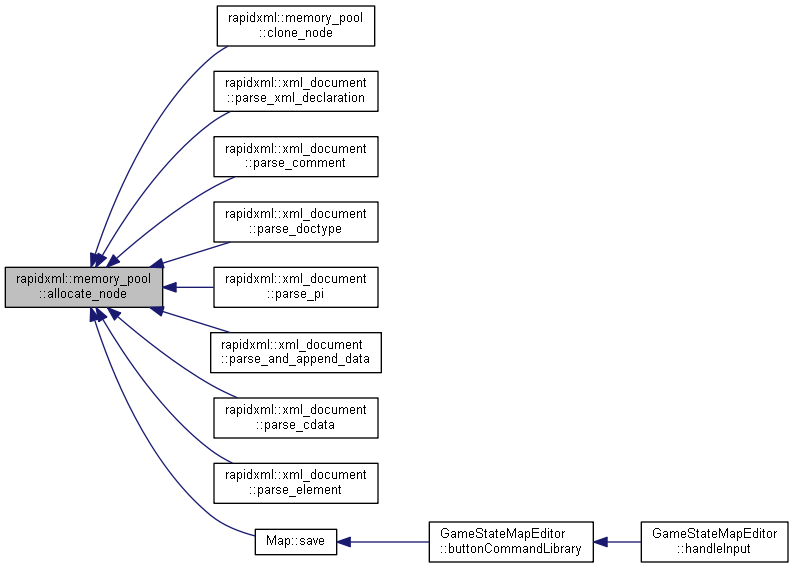 rapidxml::memory_pool
::clone_node
rapidxml::xml_document
::parse_xml_declaration
rapidxml::xml_document
::parse_comment
rapidxml::xml_document
::parse_doctype
rapidxml::memory_pool
::allocate_node
rapidxml::xml_document
::parse_pi
rapidxml::xml_document
::parse_and_append_data
rapidxml::xml_document
::parse_cdata
rapidxml::xml_document
::parse_element
Map::save
GameStateMapEditor
::buttonCommandLibrary
GameStateMapEditor
::handleInput